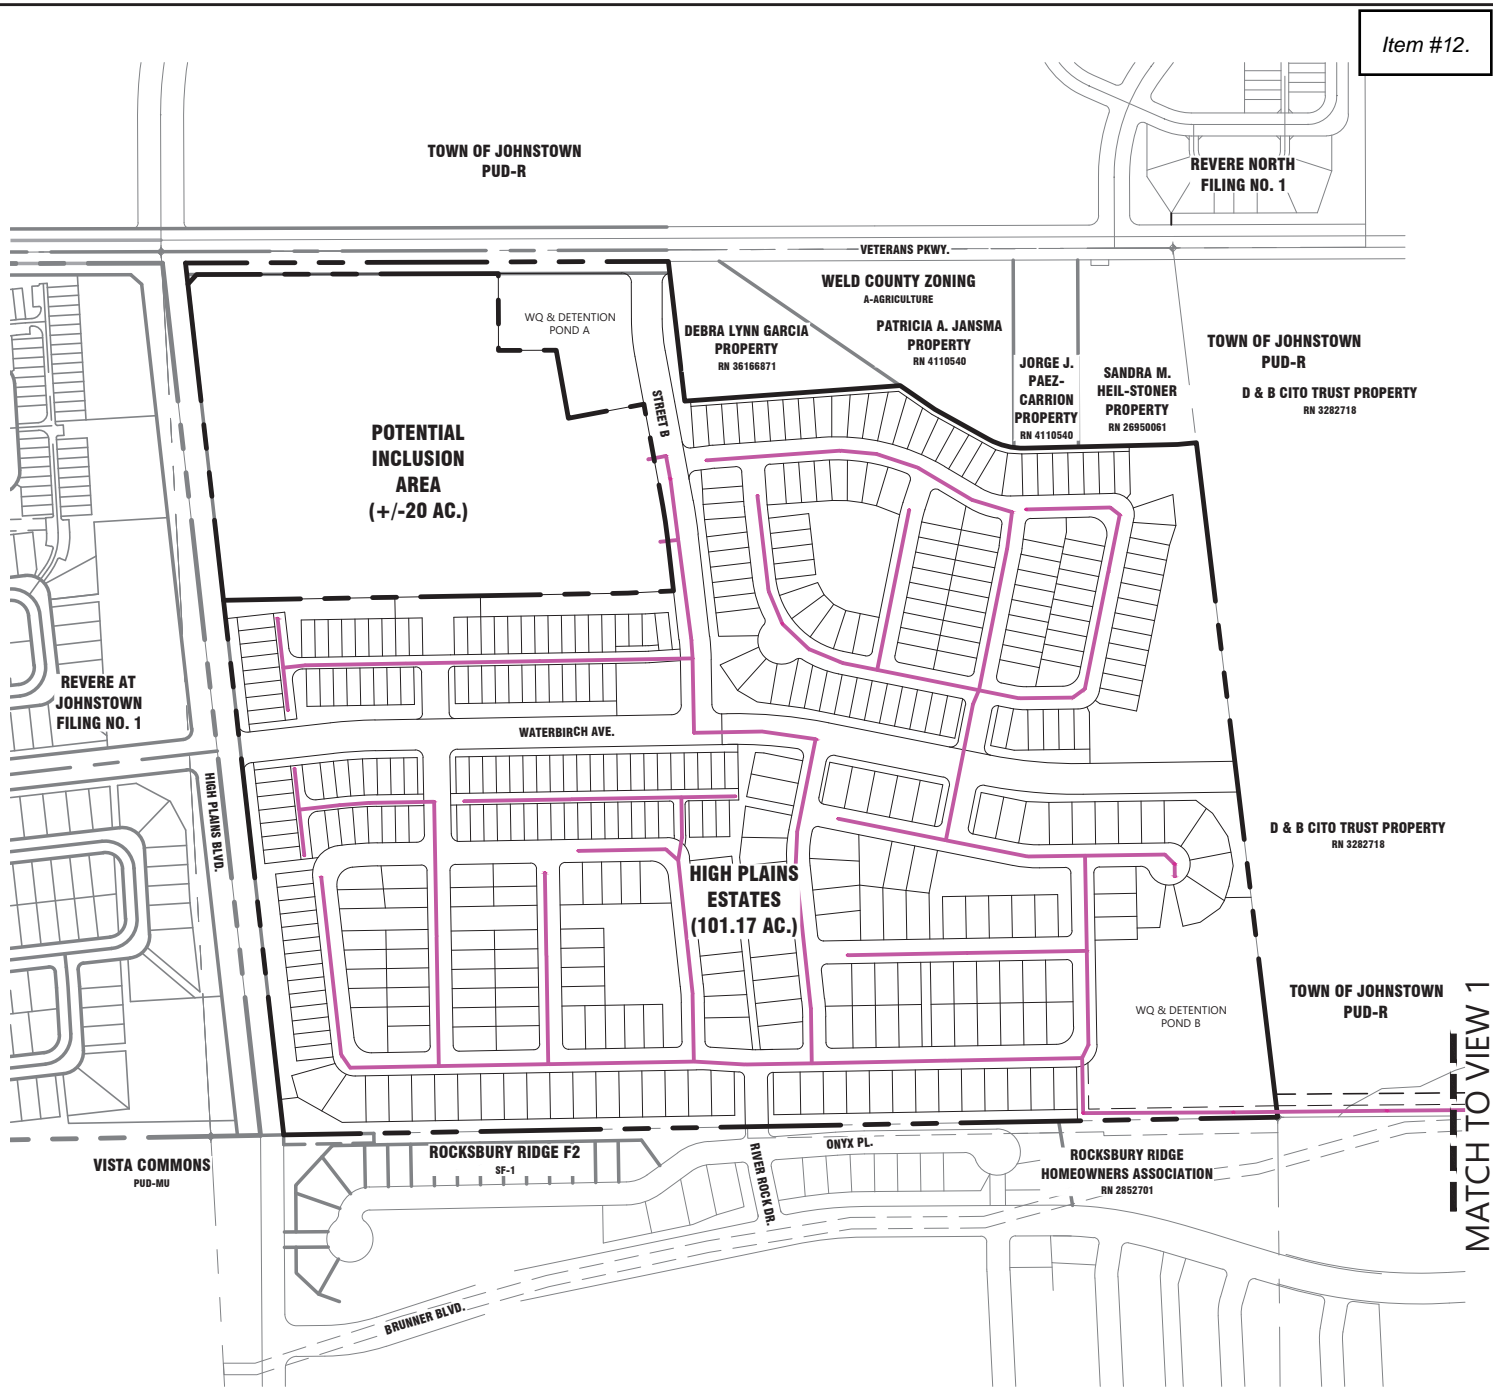 Item #12.
TOWN OF JOHNSTOWN
PUD-R
REVERE NORTH
FILING NO. 1
VETERANS PKWY.
WELD COUNTY ZONING
A-AGRICULTURE
WQ & DETENTION
POND A
DEBRA LYNN GARCIA
PROPERTY
RN 36166871
PATRICIA A. JANSMA
PROPERTY
RN 4110540
JORGE J.
PAEZ-
CARRION
PROPERTY
RN 4110540
SANDRA M.
HEIL-STONER
PROPERTY
RN 26950061
TOWN OF JOHNSTOWN
PUD-R
D & B CITO TRUST PROPERTY
RN 3282718
STREET B
POTENTIAL
INCLUSION
AREA
(+/-20 AC.)
REVERE AT
JOHNSTOWN
FILING NO. 1
WATERBIRCH AVE.
HIGH PLAINS BLVD.
D & B CITO TRUST PROPERTY
RN 3282718
HIGH PLAINS
ESTATES
(101.17 AC.)
WQ & DETENTION
POND B
TOWN OF JOHNSTOWN
PUD-R
MATCH TO VIEW 1
VISTA COMMONS
PUD-MU
ROCKSBURY RIDGE F2
SF-1
RIVER ROCK DR.
ONYX PL.
ROCKSBURY RIDGE
HOMEOWNERS ASSOCIATION
RN 2852701
BRUNNER BLVD.